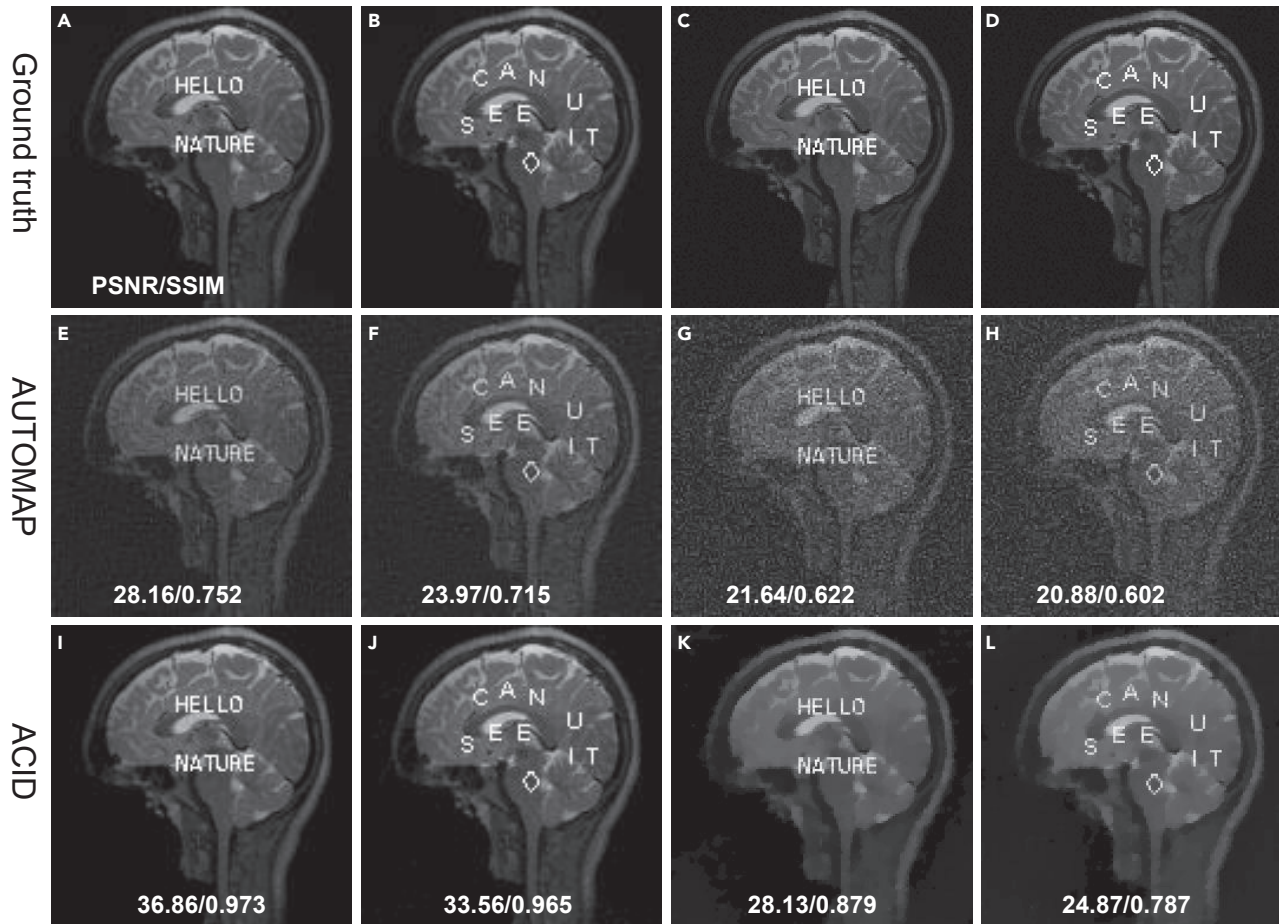 Ground truth
A
HELLO
NATURE
PSNR/SSIM
B
C A N
U
S E E
I T
C
HELLO
NATURE
D
C A N
U
S E E
I T
AUTOMAP
E
HELLO
NATURE
28.16/0.752
F
C A N
U
S E E
I T
23.97/0.715
G
HELLO
NATURE
21.64/0.622
H
C A N
U
S E E
I T
20.88/0.602
ACID
I
HELLO
NATURE
36.86/0.973
J
C A N
U
S E E
I T
33.56/0.965
K
HELLO
NATURE
28.13/0.879
L
C A N
U
S E E
I T
24.87/0.787